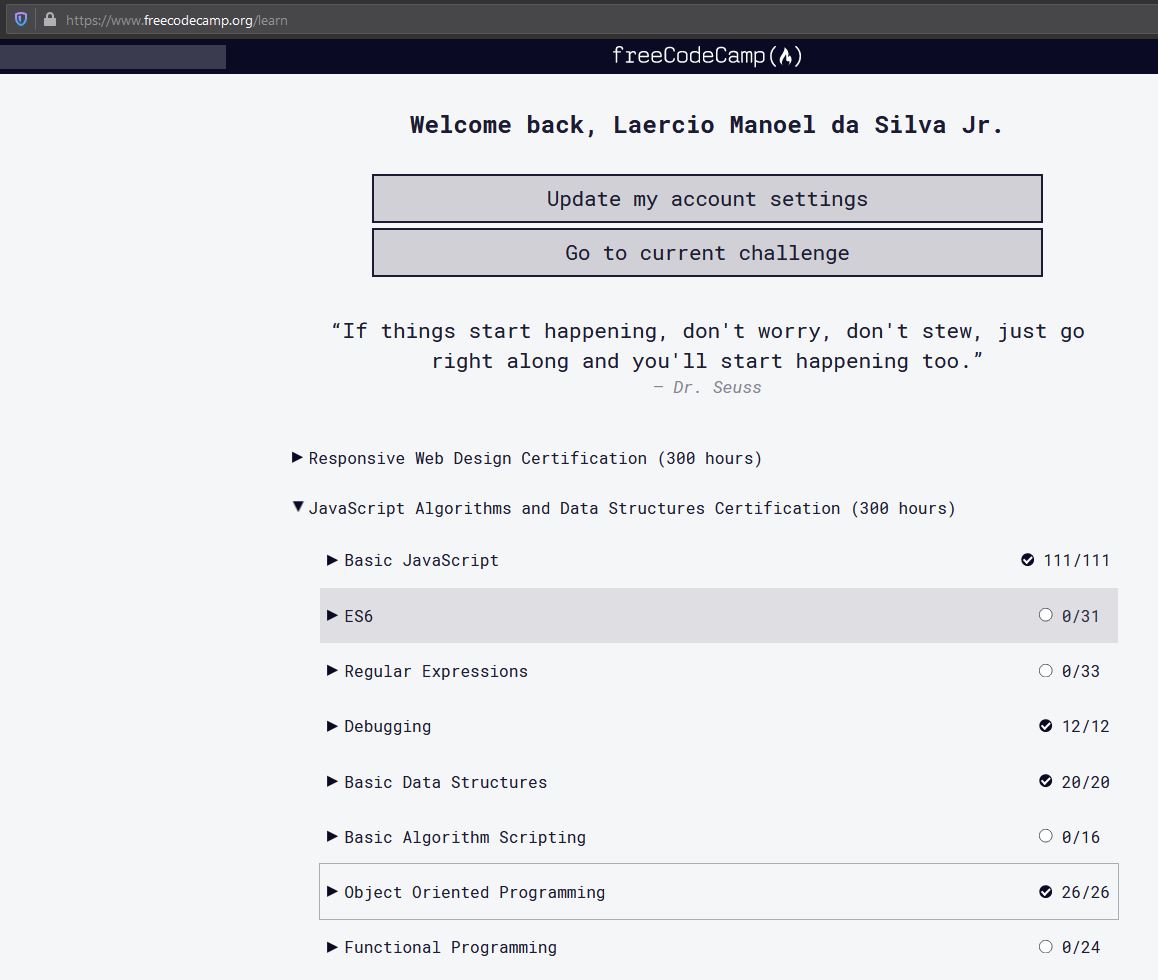 https://www.freecodecamp.org/learn
freeCodeCamp(🔥)
Welcome back, Laercio Manoel da Silva Jr.
Update my account settings
Go to current challenge
“If things start happening, don't worry, don't stew, just go
right along and you'll start happening too.”
— Dr. Seuss
▶ Responsive Web Design Certification (300 hours)
▼ JavaScript Algorithms and Data Structures Certification (300 hours)
▶ Basic JavaScript 111/111
▶ ES6 0/31
▶ Regular Expressions 0/33
▶ Debugging 12/12
▶ Basic Data Structures 20/20
▶ Basic Algorithm Scripting 0/16
▶ Object Oriented Programming 26/26
▶ Functional Programming 0/24